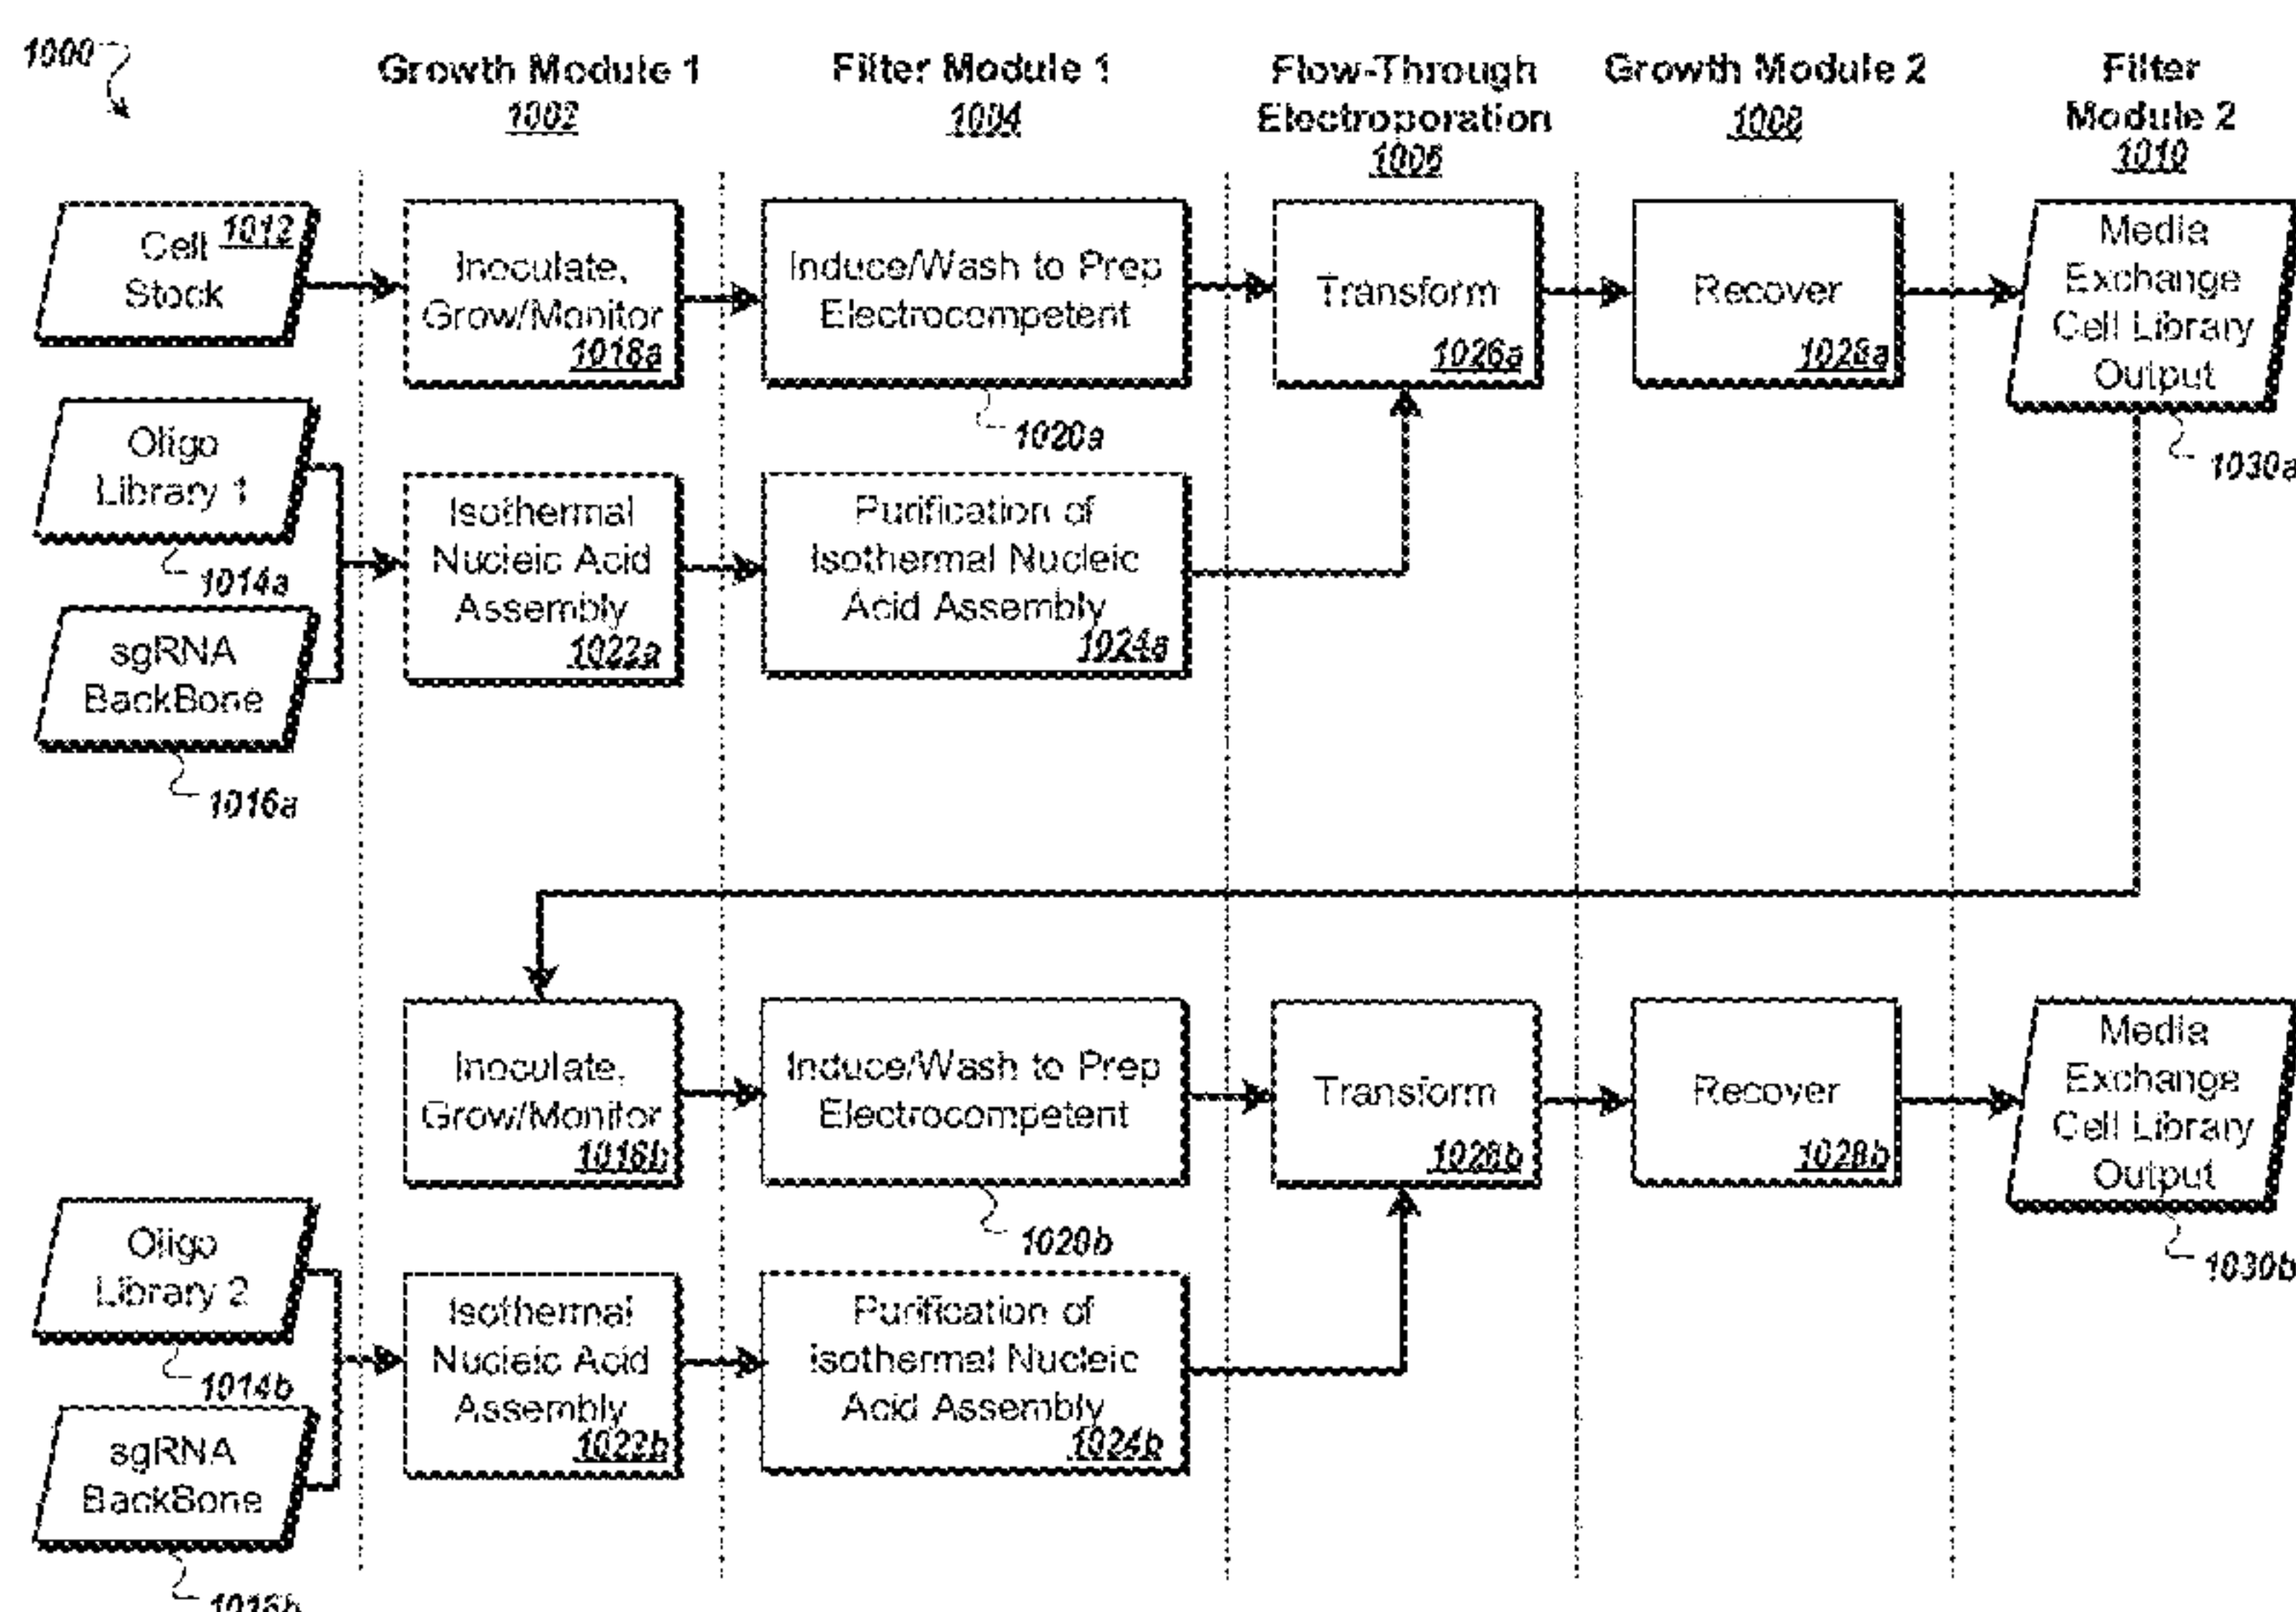 1000
Growth Module 1
1002
Filter Module 1
1004
Flow-Through
Electroporation
1006
Growth Module 2
1008
Filter
Module 2
1010
Cell 1012
Stock
Inoculate,
Grow/Monitor
1018a
Induce/Wash to Prep
Electrocompetent
1020a
Transform
1026a
Recover
1028a
Media
Exchange
Cell Library
Output
1030a
Oligo
Library 1
1014a
sgRNA
BackBone
1016a
Isothermal
Nucleic Acid
Assembly
1022a
Purification of
Isothermal Nucleic
Acid Assembly
1024a
Inoculate,
Grow/Monitor
1018b
Induce/Wash to Prep
Electrocompetent
1020b
Transform
1026b
Recover
1028b
Media
Exchange
Cell Library
Output
1030b
Oligo
Library 2
1014b
sgRNA
BackBone
1016b
Isothermal
Nucleic Acid
Assembly
1022b
Purification of
Isothermal Nucleic
Acid Assembly
1024b